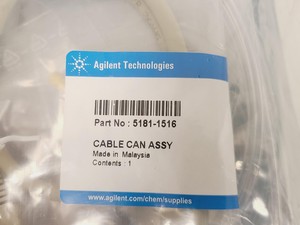 Agilent Technologies
Part No : 5181-1516
CABLE CAN ASSY
Made in Malaysia
Contents : 1
www.agilent.com/chem/supplies